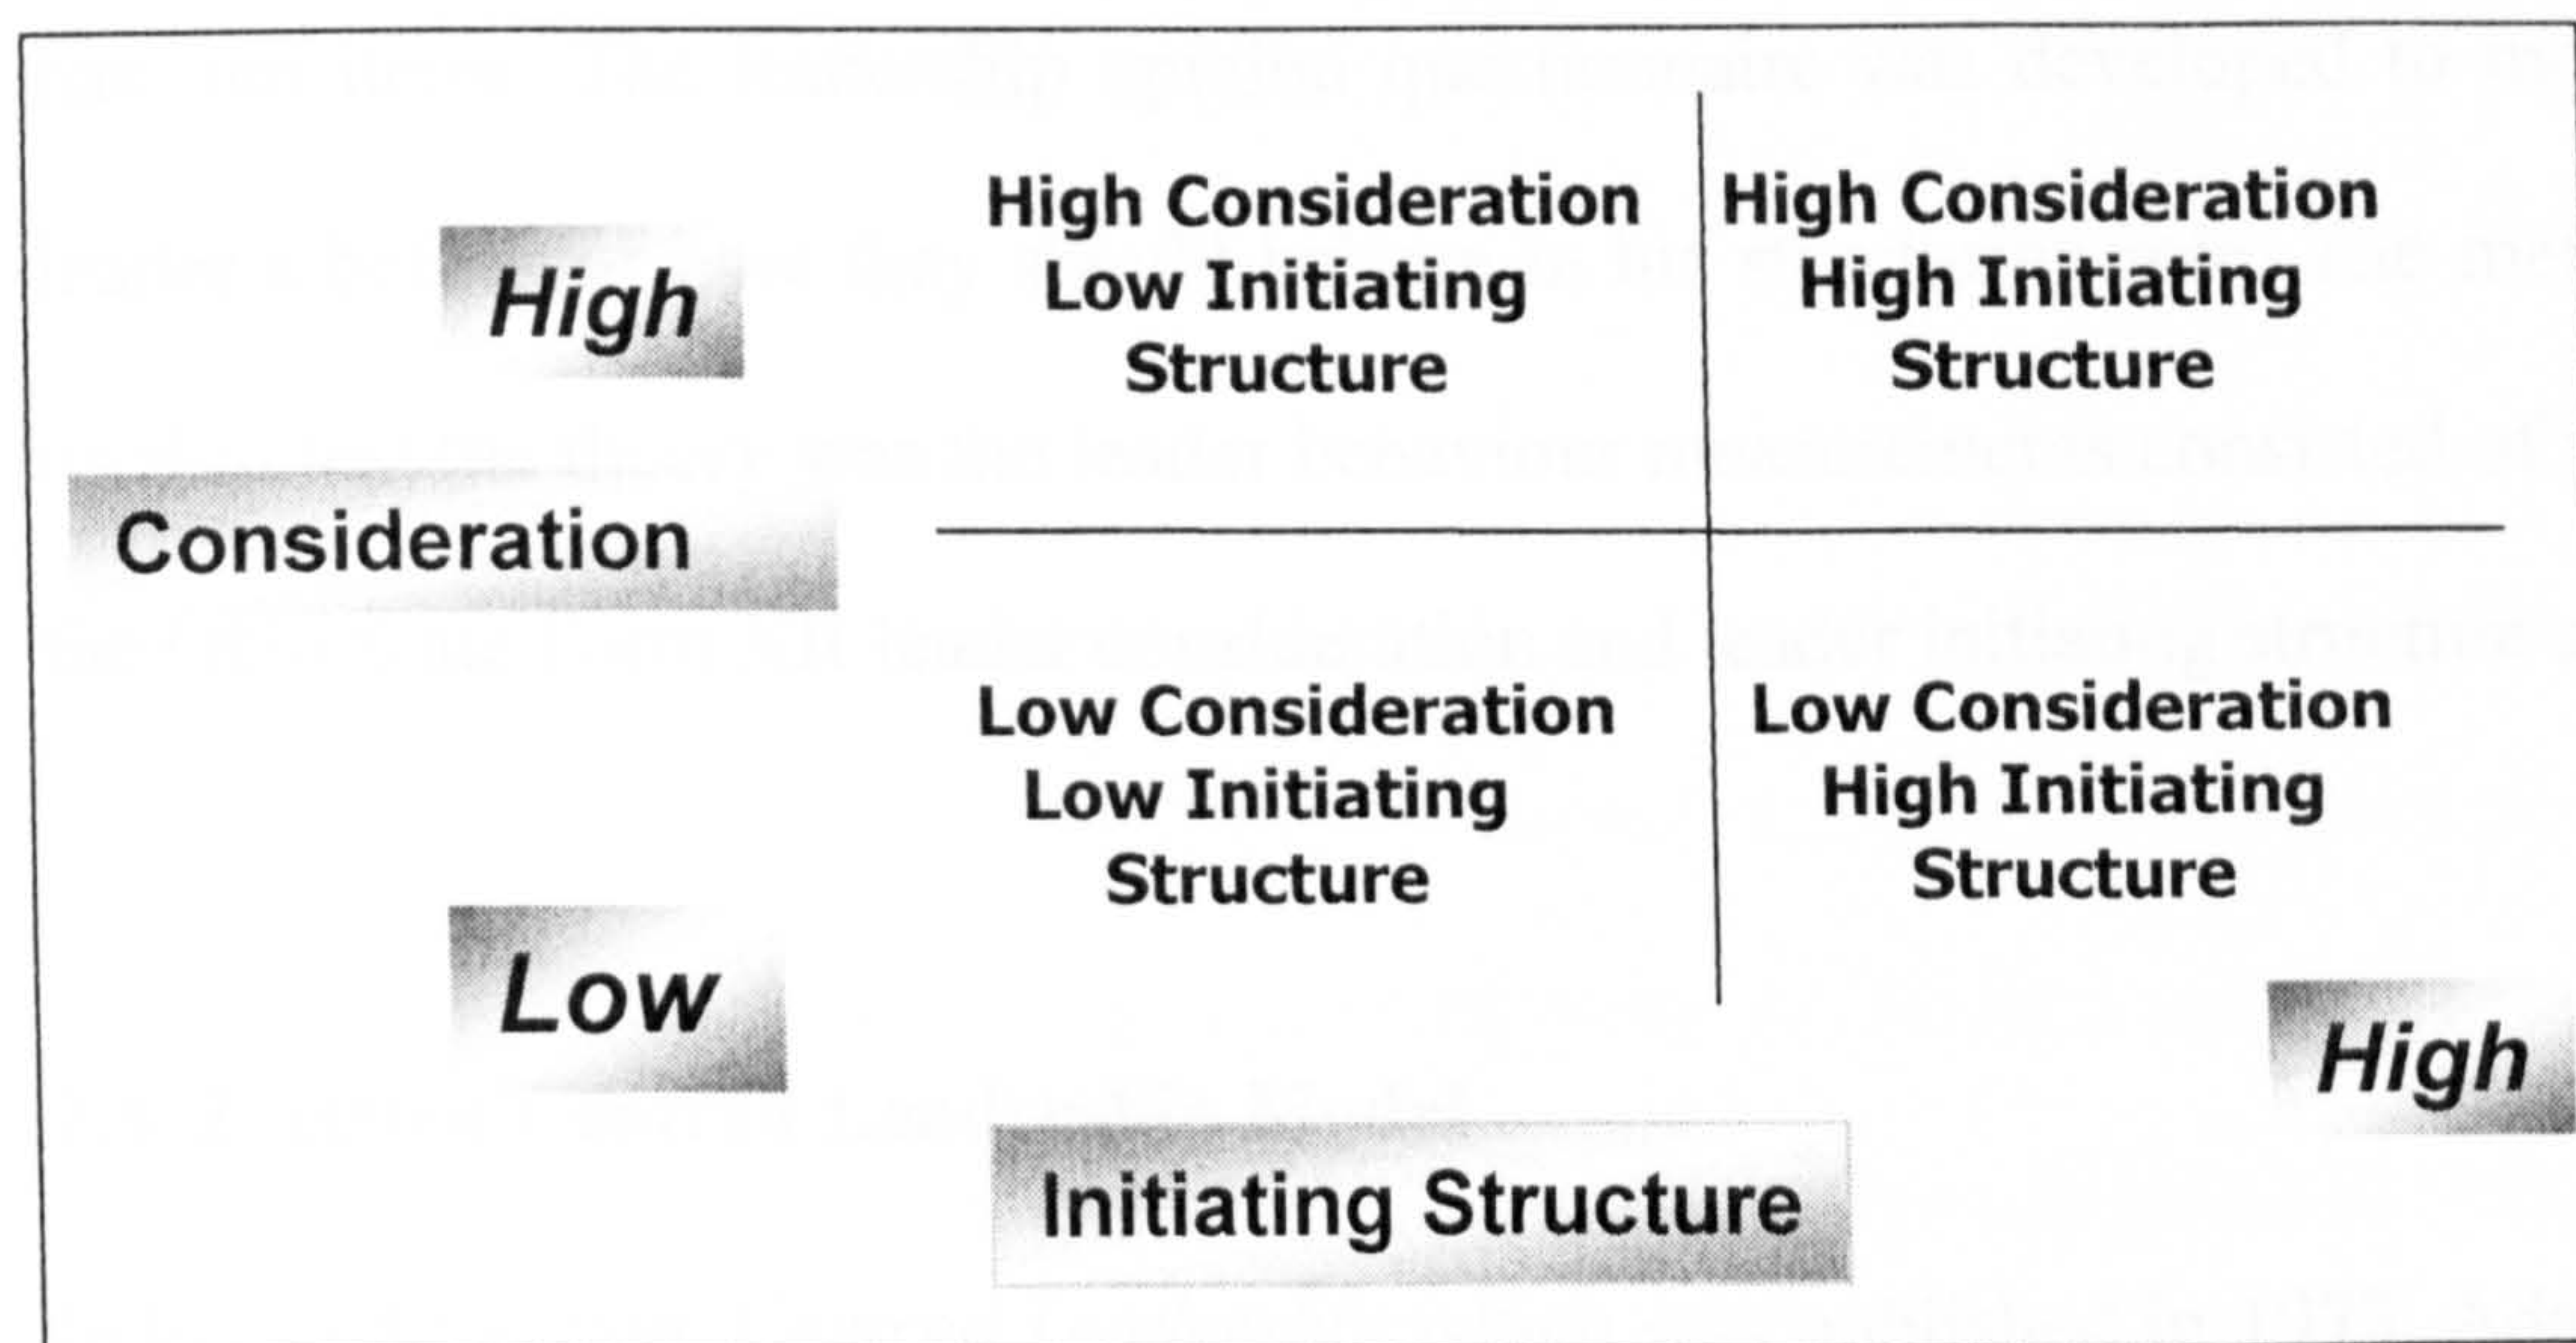 High Consideration
Low Initiating
Structure
High Consideration
High Initiating
Structure
High
Consideration
Low Consideration
Low Initiating
Structure
Low Consideration
High Initiating
Structure
Low
High
Initiating Structure